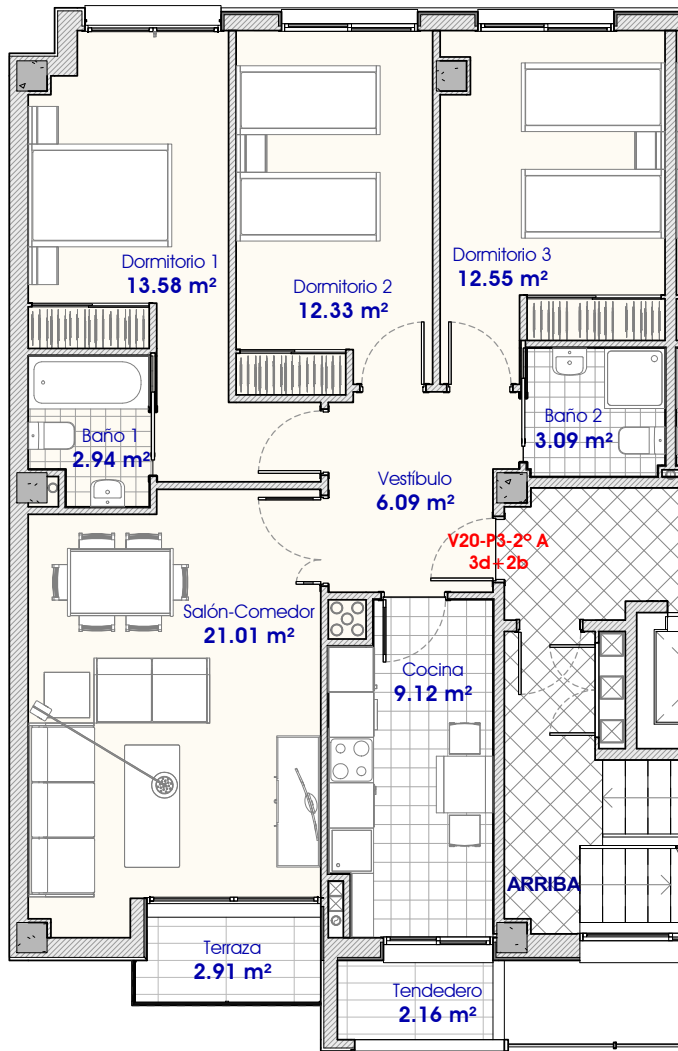 Dormitorio 1
13.58 m²
Dormitorio 2
12.33 m²
Dormitorio 3
12.55 m²
Baño 1
2.94 m²
Baño 2
3.09 m²
Vestíbulo
6.09 m²
V20-P3-2º A
3d+2b
Salón-Comedor
21.01 m²
Cocina
9.12 m²
ARRIBA
Terraza
2.91 m²
Tendedero
2.16 m²